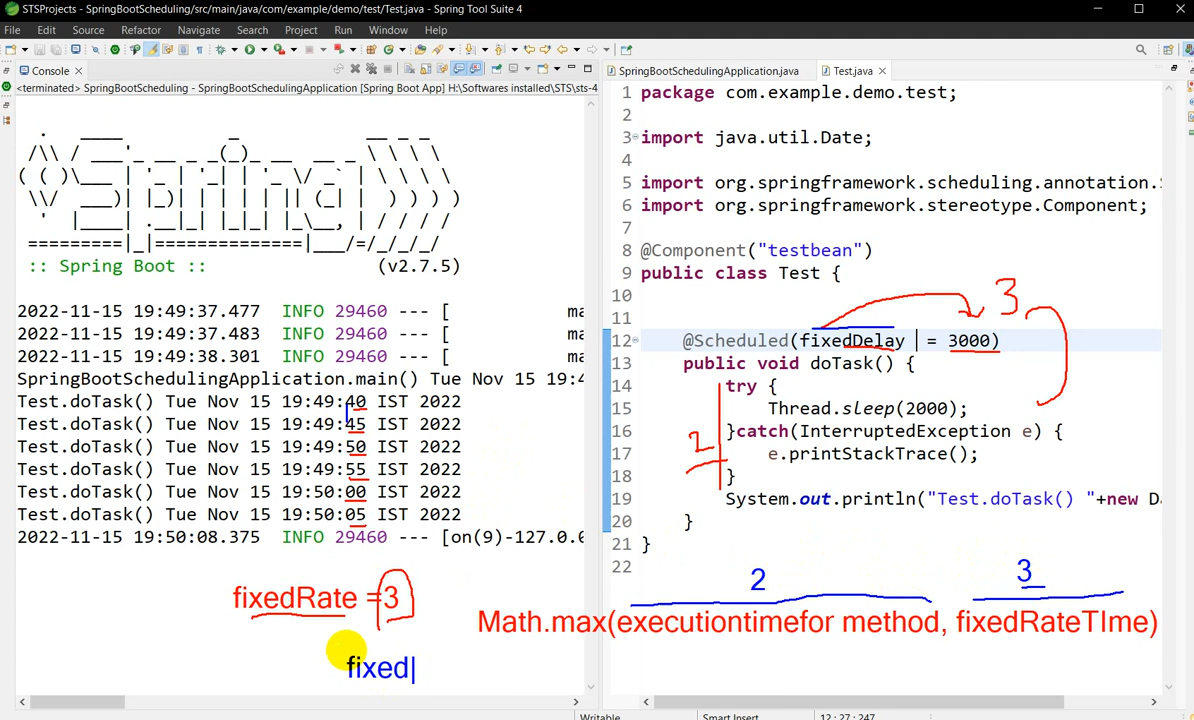 STSProjects - SpringBootScheduling/src/main/java/com/example/demo/test/Test.java - Spring Tool Suite 4
File Edit Source Refactor Navigate Search Project Run Window Help
Console
<terminated> SpringBootScheduling - SpringBootSchedulingApplication [Spring Boot App] H:\Softwares installed\STS\sts-4
:: Spring Boot :: (v2.7.5)
2022-11-15 19:49:37.477 INFO 29460 --- [ ma
2022-11-15 19:49:37.483 INFO 29460 --- [ ma
2022-11-15 19:49:38.301 INFO 29460 --- [ ma
SpringBootSchedulingApplication.main() Tue Nov 15 19:4
Test.doTask() Tue Nov 15 19:49:40 IST 2022
Test.doTask() Tue Nov 15 19:49:45 IST 2022
Test.doTask() Tue Nov 15 19:49:50 IST 2022
Test.doTask() Tue Nov 15 19:49:55 IST 2022
Test.doTask() Tue Nov 15 19:50:00 IST 2022
Test.doTask() Tue Nov 15 19:50:05 IST 2022
2022-11-15 19:50:08.375 INFO 29460 --- [on(9)-127.0.0
fixedRate =3
fixed
SpringBootSchedulingApplication.java Test.java
1 package com.example.demo.test;
2
3 import java.util.Date;
4
5 import org.springframework.scheduling.annotation.S
6 import org.springframework.stereotype.Component;
7
8 @Component("testbean")
9 public class Test {
10
3
11
12 @Scheduled(fixedDelay = 3000)
13 public void doTask() {
14 try {
15 Thread.sleep(2000);
16 }catch(InterruptedException e) {
2
17 e.printStackTrace();
18 }
19 System.out.println("Test.doTask() "+new D
20 }
21 }
22
2 3
Math.max(executiontimefor method, fixedRateTIme)
Writable Smart Insert 12 : 27 : 247